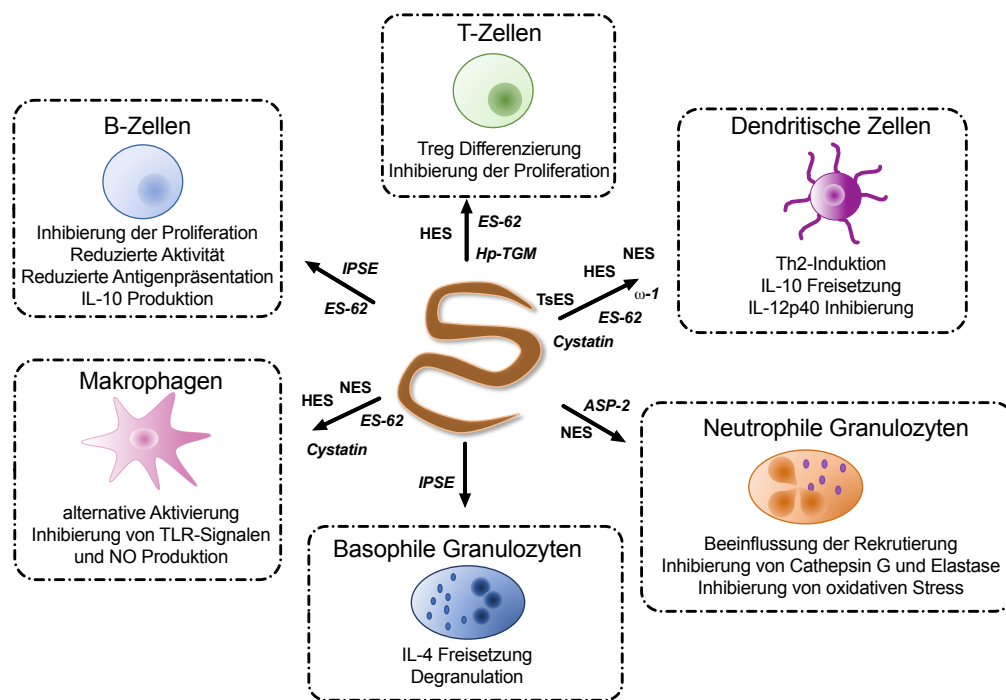 T-Zellen
Treg Differenzierung
Inhibierung der Proliferation
B-Zellen
Inhibierung der Proliferation
Reduzierte Aktivität
Reduzierte Antigenpräsentation
IL-10 Produktion
Dendritische Zellen
Th2-Induktion
IL-10 Freisetzung
IL-12p40 Inhibierung
HES
ES-62
Hp-TGM
IPSE
ES-62
NES
HES
TsES
ω-1
ES-62
Cystatin
Makrophagen
alternative Aktivierung
Inhibierung von TLR-Signalen
und NO Produktion
NES
HES
ES-62
Cystatin
ASP-2
NES
Neutrophile Granulozyten
Beeinflussung der Rekrutierung
Inhibierung von Cathepsin G und Elastase
Inhibierung von oxidativen Stress
IPSE
Basophile Granulozyten
IL-4 Freisetzung
Degranulation